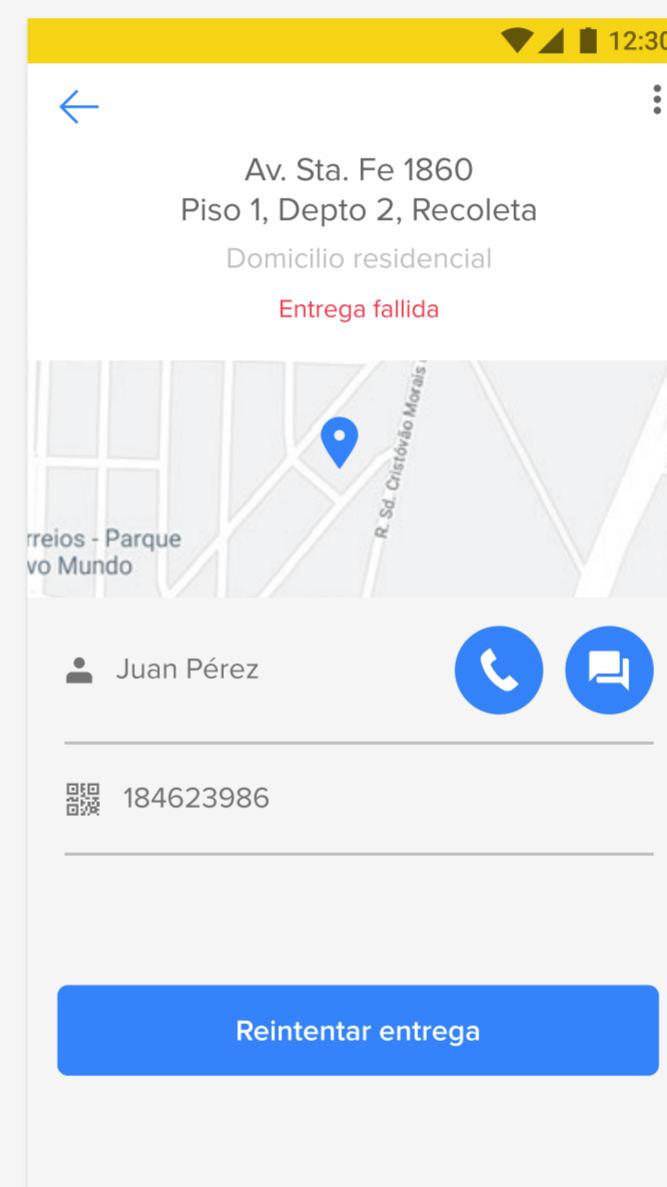 12:30
Av. Sta. Fe 1860
Piso 1, Depto 2, Recoleta
Domicilio residencial
Entrega fallida
R. Sd. Cristóvão Morais
rreios - Parque
vo Mundo
Juan Pérez
184623986
Reintentar entrega